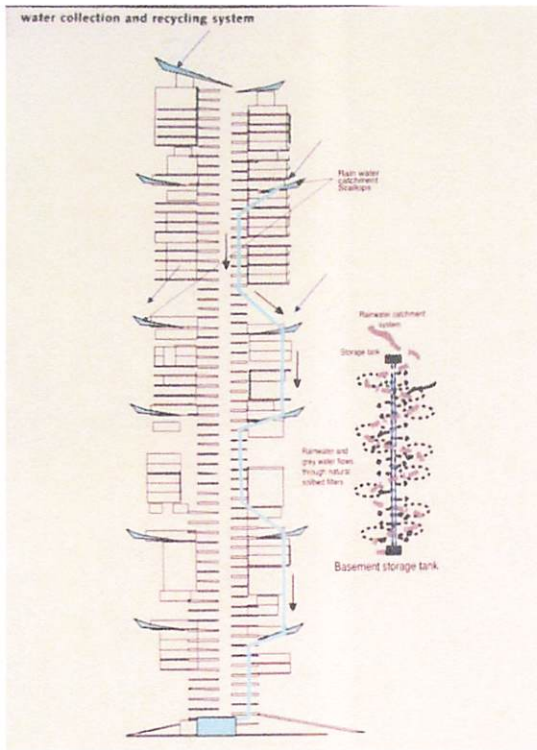 water collection and recycling system
Rain water
catchment
Scallops
Rainwater catchment
system
Storage tank
Rainwater and
grey water flows
through natural
soilbed filters
Basement storage tank